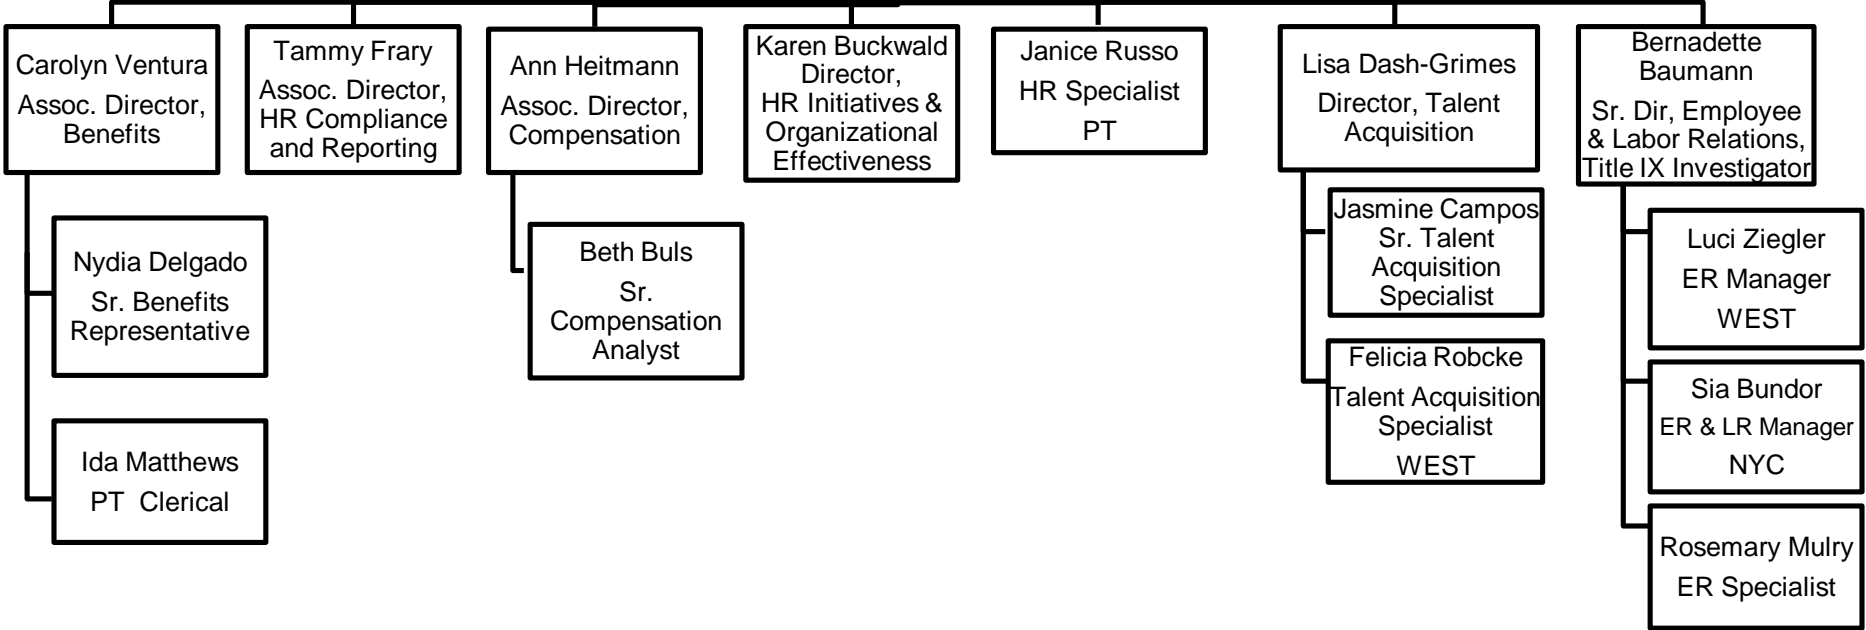 Carolyn Ventura
Assoc. Director,
Benefits
Tammy Frary
Assoc. Director,
HR Compliance
and Reporting
Ann Heitmann
Assoc. Director,
Compensation
Karen Buckwald
Director,
HR Initiatives &
Organizational
Effectiveness
Janice Russo
HR Specialist
PT
Lisa Dash-Grimes
Director, Talent
Acquisition
Bernadette
Baumann
Sr. Dir, Employee
& Labor Relations,
Title IX Investigator
Nydia Delgado
Sr. Benefits
Representative
Ida Matthews
PT  Clerical
Beth Buls
Sr.
Compensation
Analyst
Jasmine Campos
Sr. Talent
Acquisition
Specialist
Felicia Robcke
Talent Acquisition
Specialist
WEST
Luci Ziegler
ER Manager
WEST
Sia Bundor
ER & LR Manager
NYC
Rosemary Mulry
ER Specialist